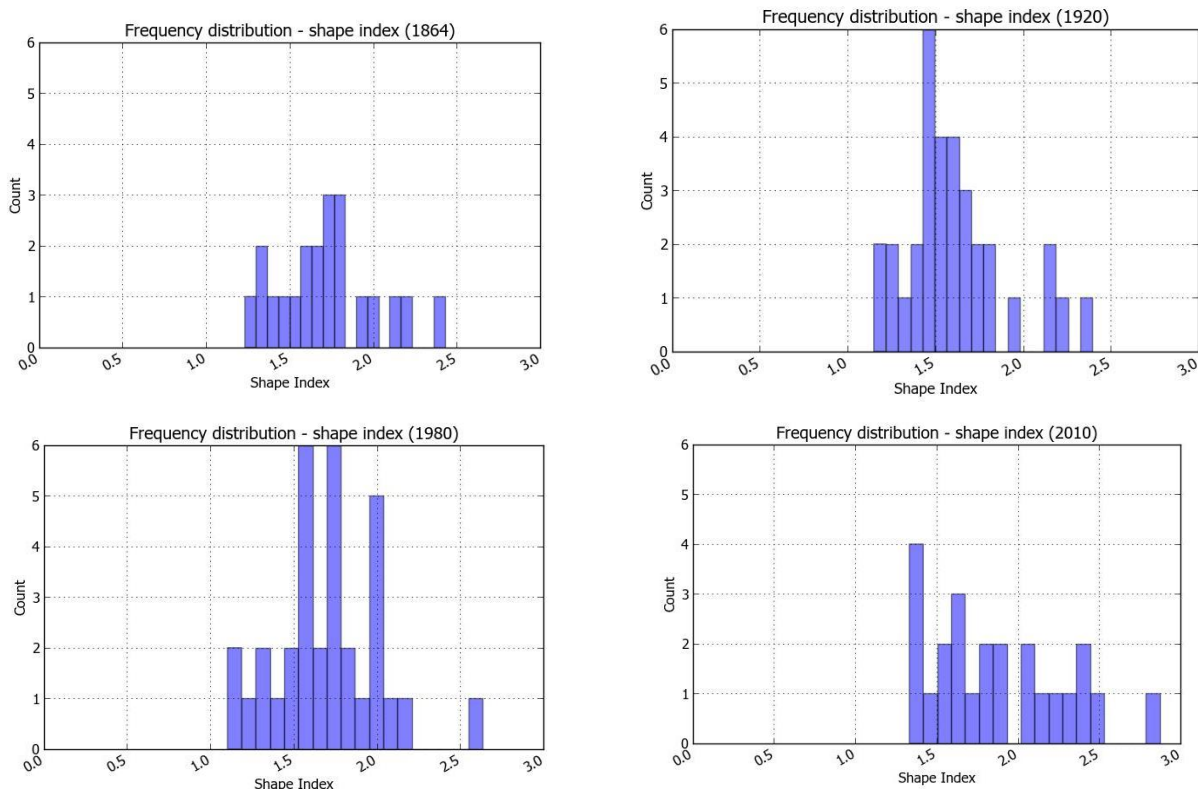 Frequency distribution - shape index (1864)
6
5
4
3
2
1
0
Count
0.0 0.5 1.0 1.5 2.0 2.5 3.0
Shape Index
Frequency distribution - shape index (1920)
6
5
4
3
2
1
0
Count
0.0 0.5 1.0 1.5 2.0 2.5 3.0
Shape Index
Frequency distribution - shape index (1980)
6
5
4
3
2
1
0
Count
0.0 0.5 1.0 1.5 2.0 2.5 3.0
Shape Index
Frequency distribution - shape index (2010)
6
5
4
3
2
1
0
Count
0.0 0.5 1.0 1.5 2.0 2.5 3.0
Shape Index